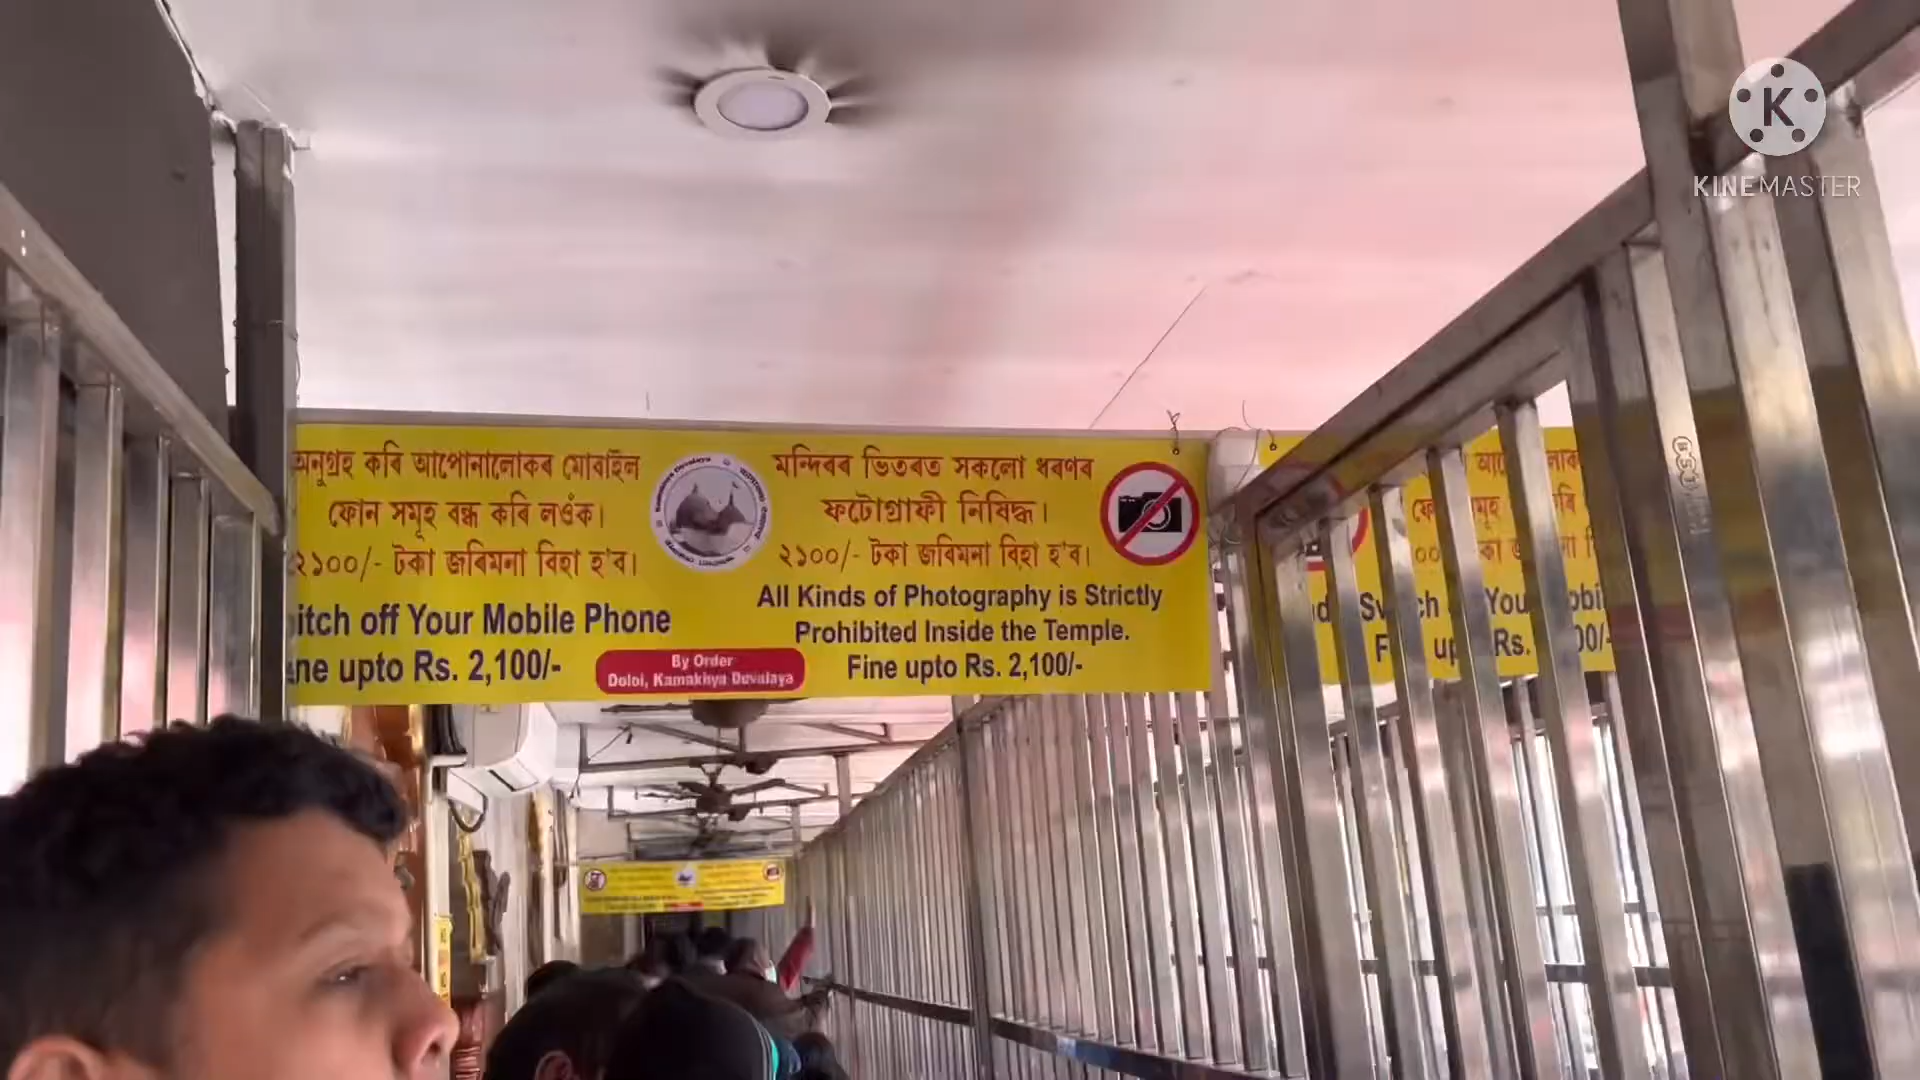 KINEMASTER
অনুগ্ৰহ কৰি আপোনালোকৰ মোবাইল
ফোন সমূহ বন্ধ কৰি লওঁক।
২১০০/- টকা জৰিমনা বিহা হ'ব।
itch off Your Mobile Phone
ne upto Rs. 2,100/-
Kamakhya Devalaya
By Order
Doloi, Kamakhya Devalaya
মন্দিৰৰ ভিতৰত সকলো ধৰণৰ
ফটোগ্ৰাফী নিষিদ্ধ।
২১০০/- টকা জৰিমনা বিহা হ'ব।
All Kinds of Photography is Strictly
Prohibited Inside the Temple.
Fine upto Rs. 2,100/-